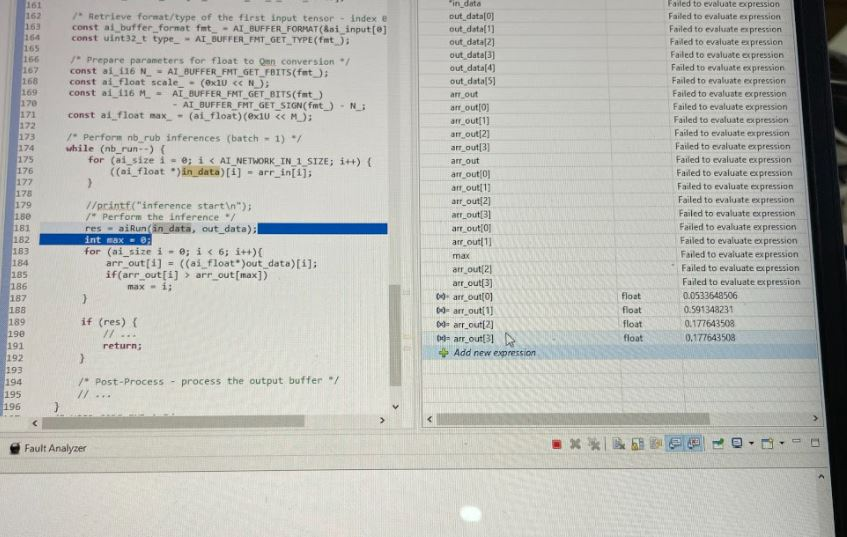 161
162 /* Retrieve format/type of the first input tensor - index 0
163 const ai_buffer_format fmt_ = AI_BUFFER_FORMAT(&ai_input[0]
164 const uint32_t type_ = AI_BUFFER_FMT_GET_TYPE(fmt_);
165
166 /* Prepare parameters for float to Qmn conversion */
167 const ai_i16 N_ = AI_BUFFER_FMT_GET_FBITS(fmt_);
168 const ai_float scale_ = (0x1U << N_);
169 const ai_i16 M_ = AI_BUFFER_FMT_GET_BITS(fmt_)
170 - AI_BUFFER_FMT_GET_SIGN(fmt_) - N_;
171 const ai_float max_ = (ai_float)(0x1U << M_);
172
173 /* Perform nb_rub inferences (batch = 1) */
174 while (nb_run--) {
175 for (ai_size i = 0; i < AI_NETWORK_IN_1_SIZE; i++) {
176 ((ai_float *)in_data)[i] = arr_in[i];
177 }
178
179 //printf("inference start\n");
180 /* Perform the inference */
181 res = aiRun(in_data, out_data);
182 int max = 0;
183 for (ai_size i = 0; i < 6; i++){
184 arr_out[i] = ((ai_float*)out_data)[i];
185 if(arr_out[i] > arr_out[max])
186 max = i;
187 }
188
189 if (res) {
190 // ...
191 return;
192 }
193
194 /* Post-Process - process the output buffer */
195 // ...
196 }
*in_data Failed to evaluate expression
out_data[0] Failed to evaluate expression
out_data[1] Failed to evaluate expression
out_data[2] Failed to evaluate expression
out_data[3] Failed to evaluate expression
out_data[4] Failed to evaluate expression
out_data[5] Failed to evaluate expression
arr_out Failed to evaluate expression
arr_out[0] Failed to evaluate expression
arr_out[1] Failed to evaluate expression
arr_out[2] Failed to evaluate expression
arr_out[3] Failed to evaluate expression
arr_out Failed to evaluate expression
arr_out[0] Failed to evaluate expression
arr_out[1] Failed to evaluate expression
arr_out[2] Failed to evaluate expression
arr_out[3] Failed to evaluate expression
arr_out[0] Failed to evaluate expression
arr_out[1] Failed to evaluate expression
max Failed to evaluate expression
arr_out[2] Failed to evaluate expression
arr_out[3] Failed to evaluate expression
(x)= arr_out[0] float 0.0533648506
(x)= arr_out[1] float 0.591348231
(x)= arr_out[2] float 0.177643508
(x)= arr_out[3] float 0.177643508
Add new expression
Fault Analyzer